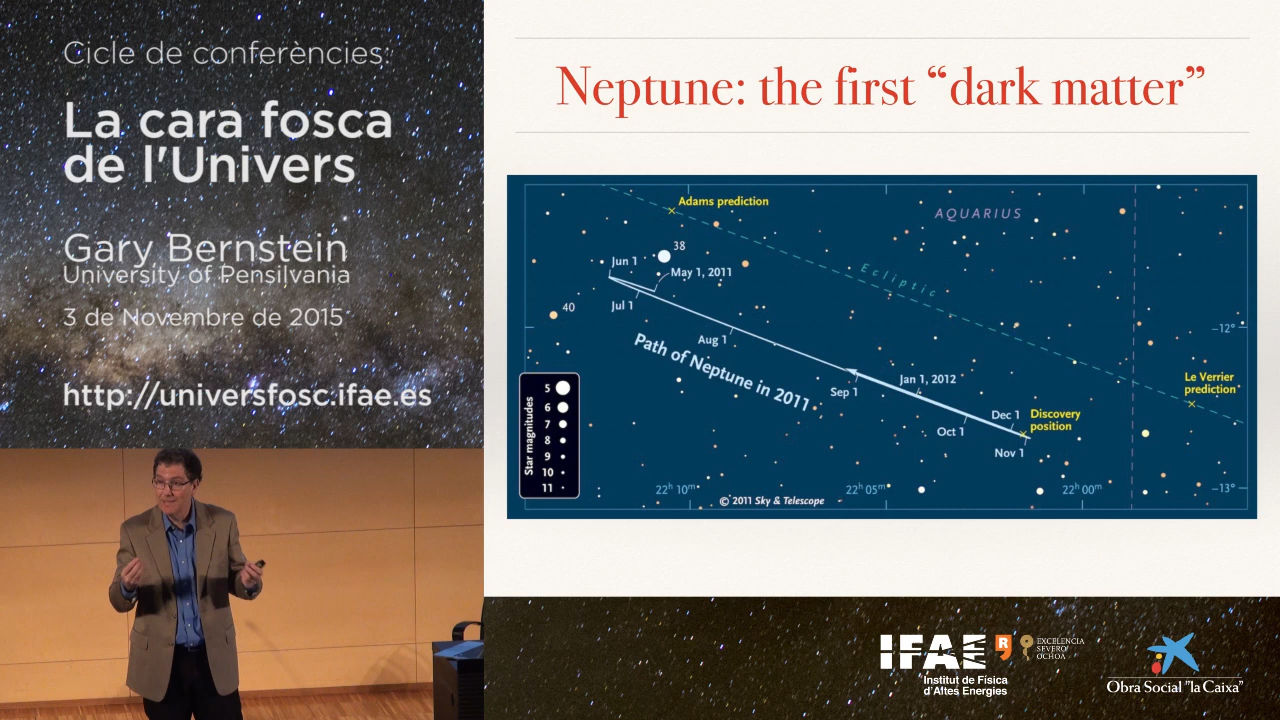 Cicle de conferències:
La cara fosca
de l'Univers
Gary Bernstein
University of Pensilvania
3 de Novembre de 2015
http://universfosc.ifae.es
Neptune: the first “dark matter”
Adams prediction
AQUARIUS
38
Jun 1
May 1, 2011
Ecliptic
Jul 1
40
Aug 1
-12°
Path of Neptune in 2011
Jan 1, 2012
Sep 1
Le Verrier
prediction
Dec 1
Discovery
position
Oct 1
Nov 1
Star magnitudes
5
6
7
8
9
10
11
22h 10m
22h 05m
22h 00m
-13°
© 2011 Sky & Telescope
IFAE
Institut de Física
d'Altes Energies
R
EXCELENCIA
SEVERO
OCHOA
Obra Social "la Caixa"